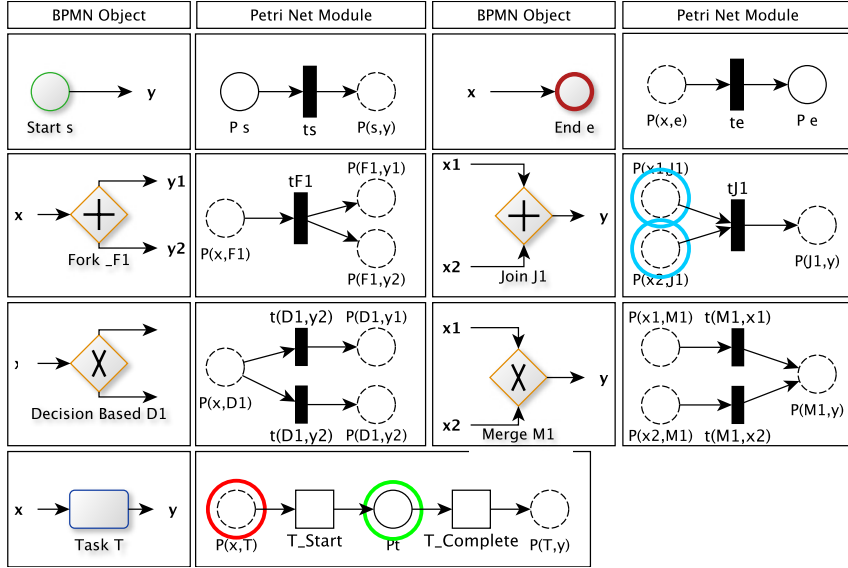 BPMN Object
Petri Net Module
BPMN Object
Petri Net Module
y
Start s
P s
ts
P(s,y)
x
End e
P(x,e)
te
P e
x
y1
y2
Fork _F1
tF1
P(x,F1)
P(F1,y1)
P(F1,y2)
x1
x2
y
Join J1
P(x1,J1)
P(x2,J1)
tJ1
P(J1,y)
Decision Based D1
P(x,D1)
t(D1,y2)
P(D1,y1)
t(D1,y2)
P(D1,y2)
x1
x2
y
Merge M1
P(x1,M1)
t(M1,x1)
P(x2,M1)
t(M1,x2)
P(M1,y)
x
y
Task T
P(x,T)
T_Start
Pt
T_Complete
P(T,y)